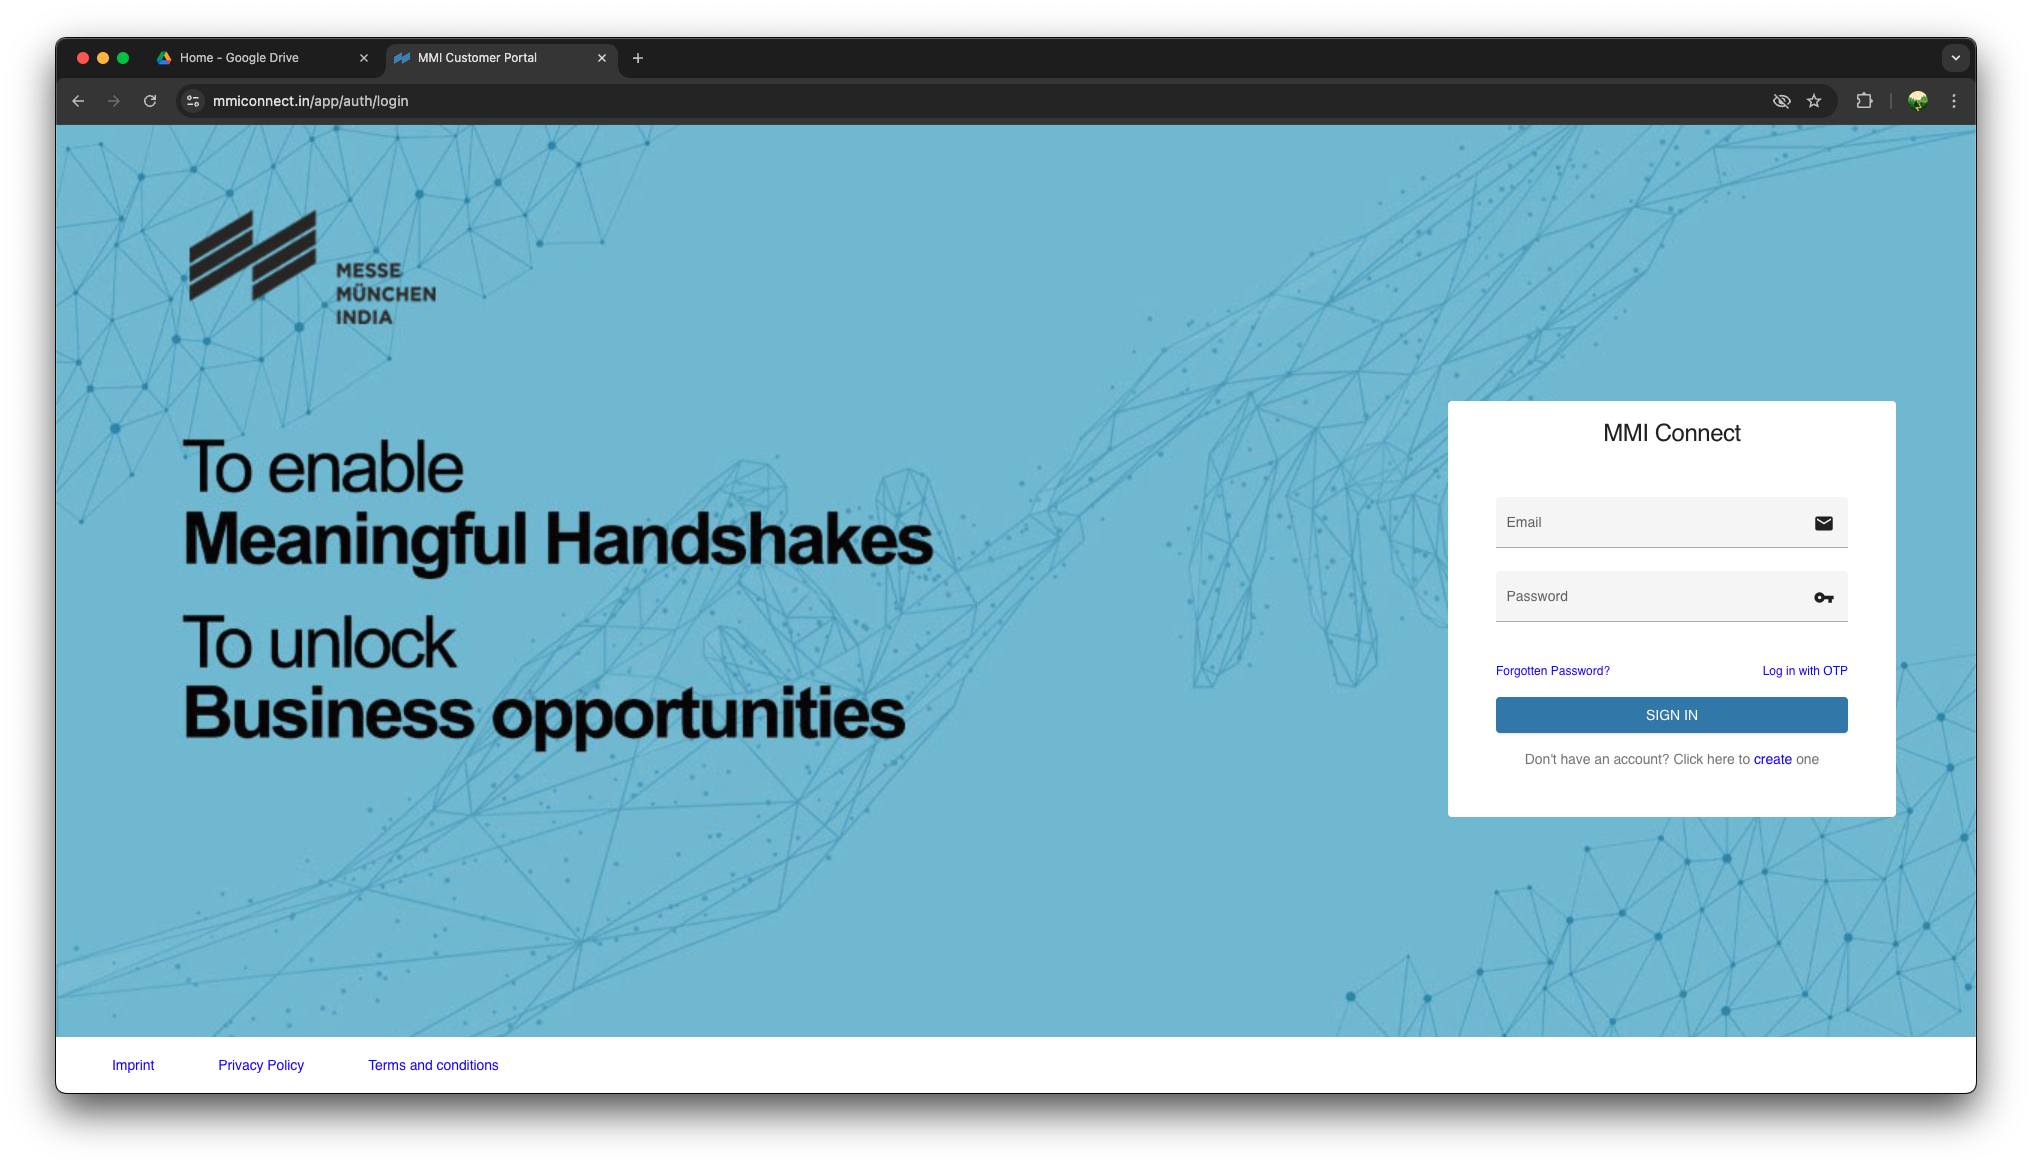 Home - Google Drive
MMI Customer Portal
mmiconnect.in/app/auth/login
MESSE
MÜNCHEN
INDIA
To enable
Meaningful Handshakes
To unlock
Business opportunities
MMI Connect
Email
Password
Forgotten Password?
Log in with OTP
SIGN IN
Don't have an account? Click here to create one
Imprint
Privacy Policy
Terms and conditions